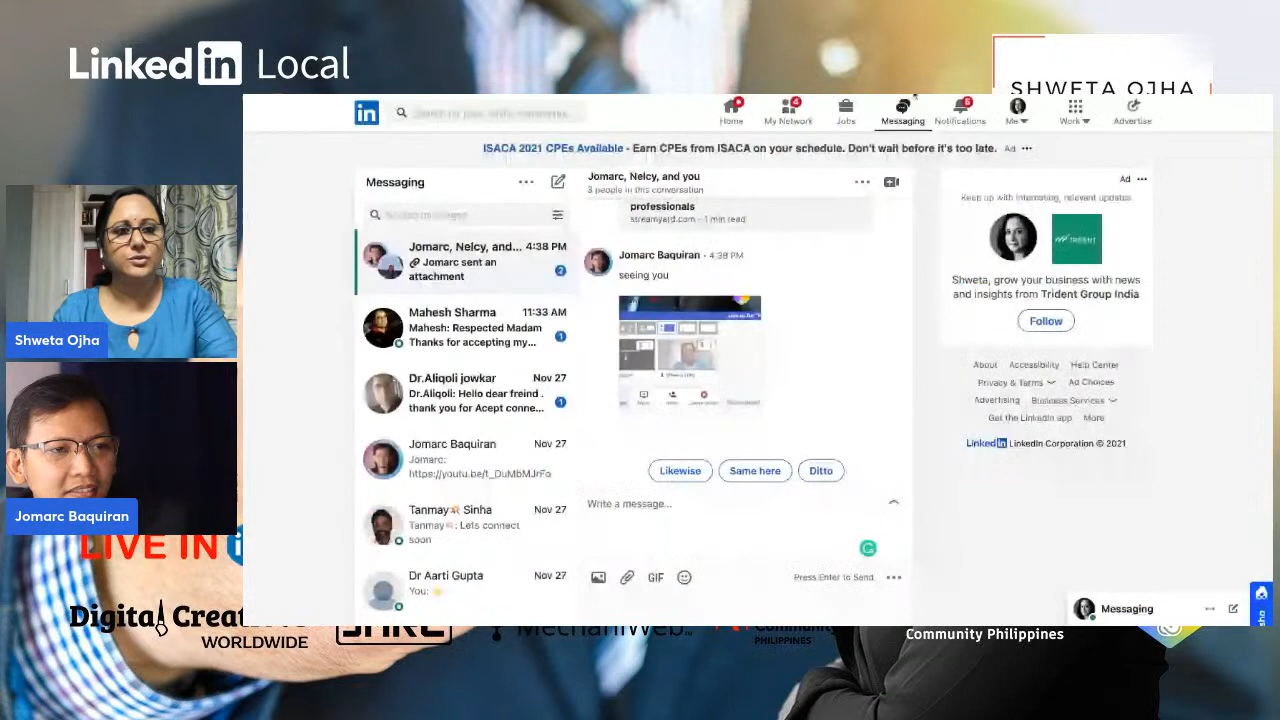 Linkedin Local
SHWETA OJHA
Home
My Network
Jobs
Messaging
Notifications
Me
Work
Advertise
ISACA 2021 CPEs Available - Earn CPEs from ISACA on your schedule. Don't wait before it's too late. Ad
Messaging
Jomarc, Nelcy, and... 4:38 PM
Jomarc sent an
attachment
2
Mahesh Sharma 11:33 AM
Mahesh: Respected Madam
Thanks for accepting my...
1
Dr.Aliqoli jowkar Nov 27
Dr.Aliqoli: Hello dear freind .
thank you for Acept conne...
1
Jomarc Baquiran Nov 27
Jomarc:
Tanmay Sinha Nov 27
Tanmay: Lets connect
soon
Dr Aarti Gupta Nov 27
You:
Jomarc, Nelcy, and you
3 people in this conversation
professionals
streamyard.com - 1 min read
Jomarc Baquiran • 4:38 PM
seeing you
Likewise
Same here
Ditto
Write a message...
GIF
Press Enter to Send
Ad
Keep up with interesting, relevant updates
TRIDENT
Shweta, grow your business with news
and insights from Trident Group India
Follow
About Accessibility Help Center
Privacy & Terms Ad Choices
Advertising Business Services
Get the LinkedIn app More
Linkedin LinkedIn Corporation © 2021
Messaging
Shweta Ojha
Jomarc Baquiran
LIVE IN
Digital
WORLDWIDE
MechaniWeb
PHILIPPINES
Community Philippines